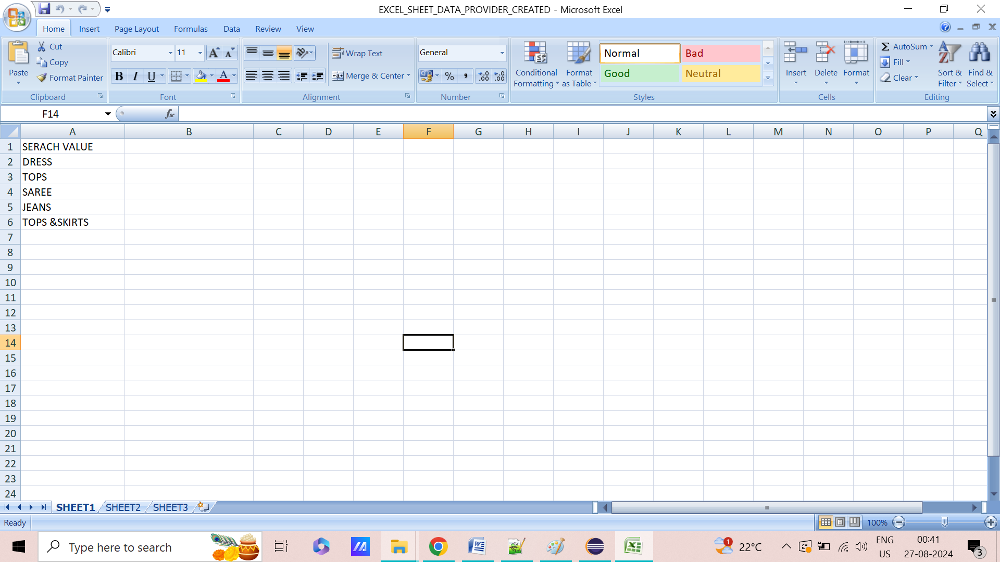 EXCEL_SHEET_DATA_PROVIDER_CREATED - Microsoft Excel
Home Insert Page Layout Formulas Data Review View
Paste
Cut
Copy
Format Painter
Clipboard
Calibri 11
B I U
Font
Wrap Text
Merge & Center
Alignment
General
%
Number
Conditional Formatting
Format as Table
Normal Bad
Good Neutral
Styles
Insert Delete Format
Cells
AutoSum
Fill
Clear
Sort & Filter
Find & Select
Editing
F14 fx
A B C D E F G H I J K L M N O P Q
1 SERACH VALUE
2 DRESS
3 TOPS
4 SAREE
5 JEANS
6 TOPS &SKIRTS
7
8
9
10
11
12
13
14
15
16
17
18
19
20
21
22
23
24
SHEET1 SHEET2 SHEET3
Ready 100%
Type here to search
1
22°C
ENG
US
00:41
27-08-2024
3